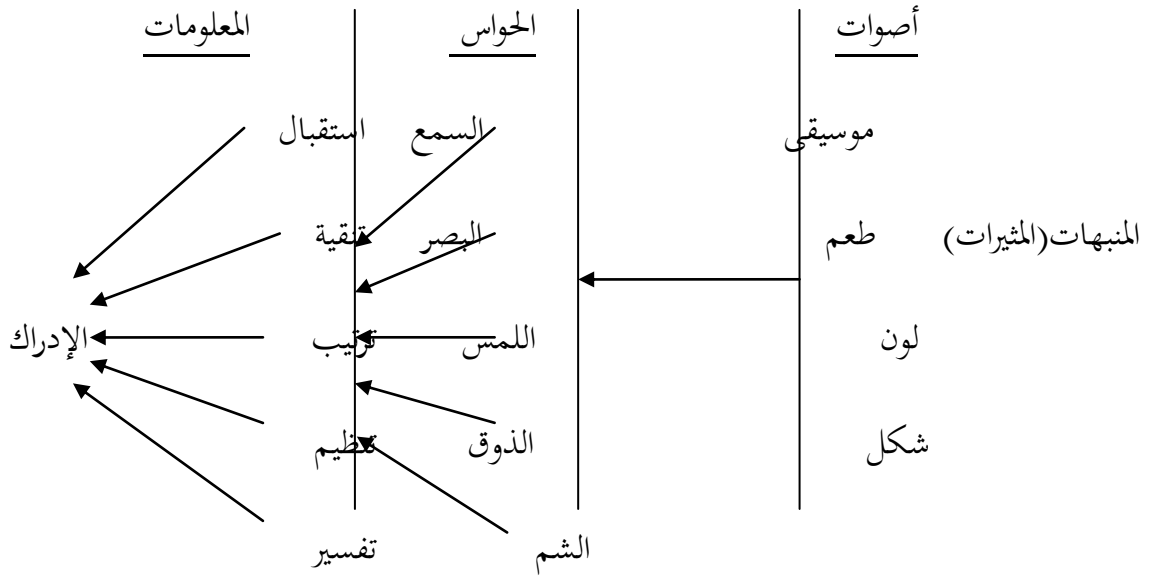 أصوات الحواس المعلومات
موسيقى السمع استقبال
المنبهات(المثيرات) طعم البصر تنقية
لون اللمس ترتيب الإدراك
شكل الذوق تنظيم
الشم تفسير